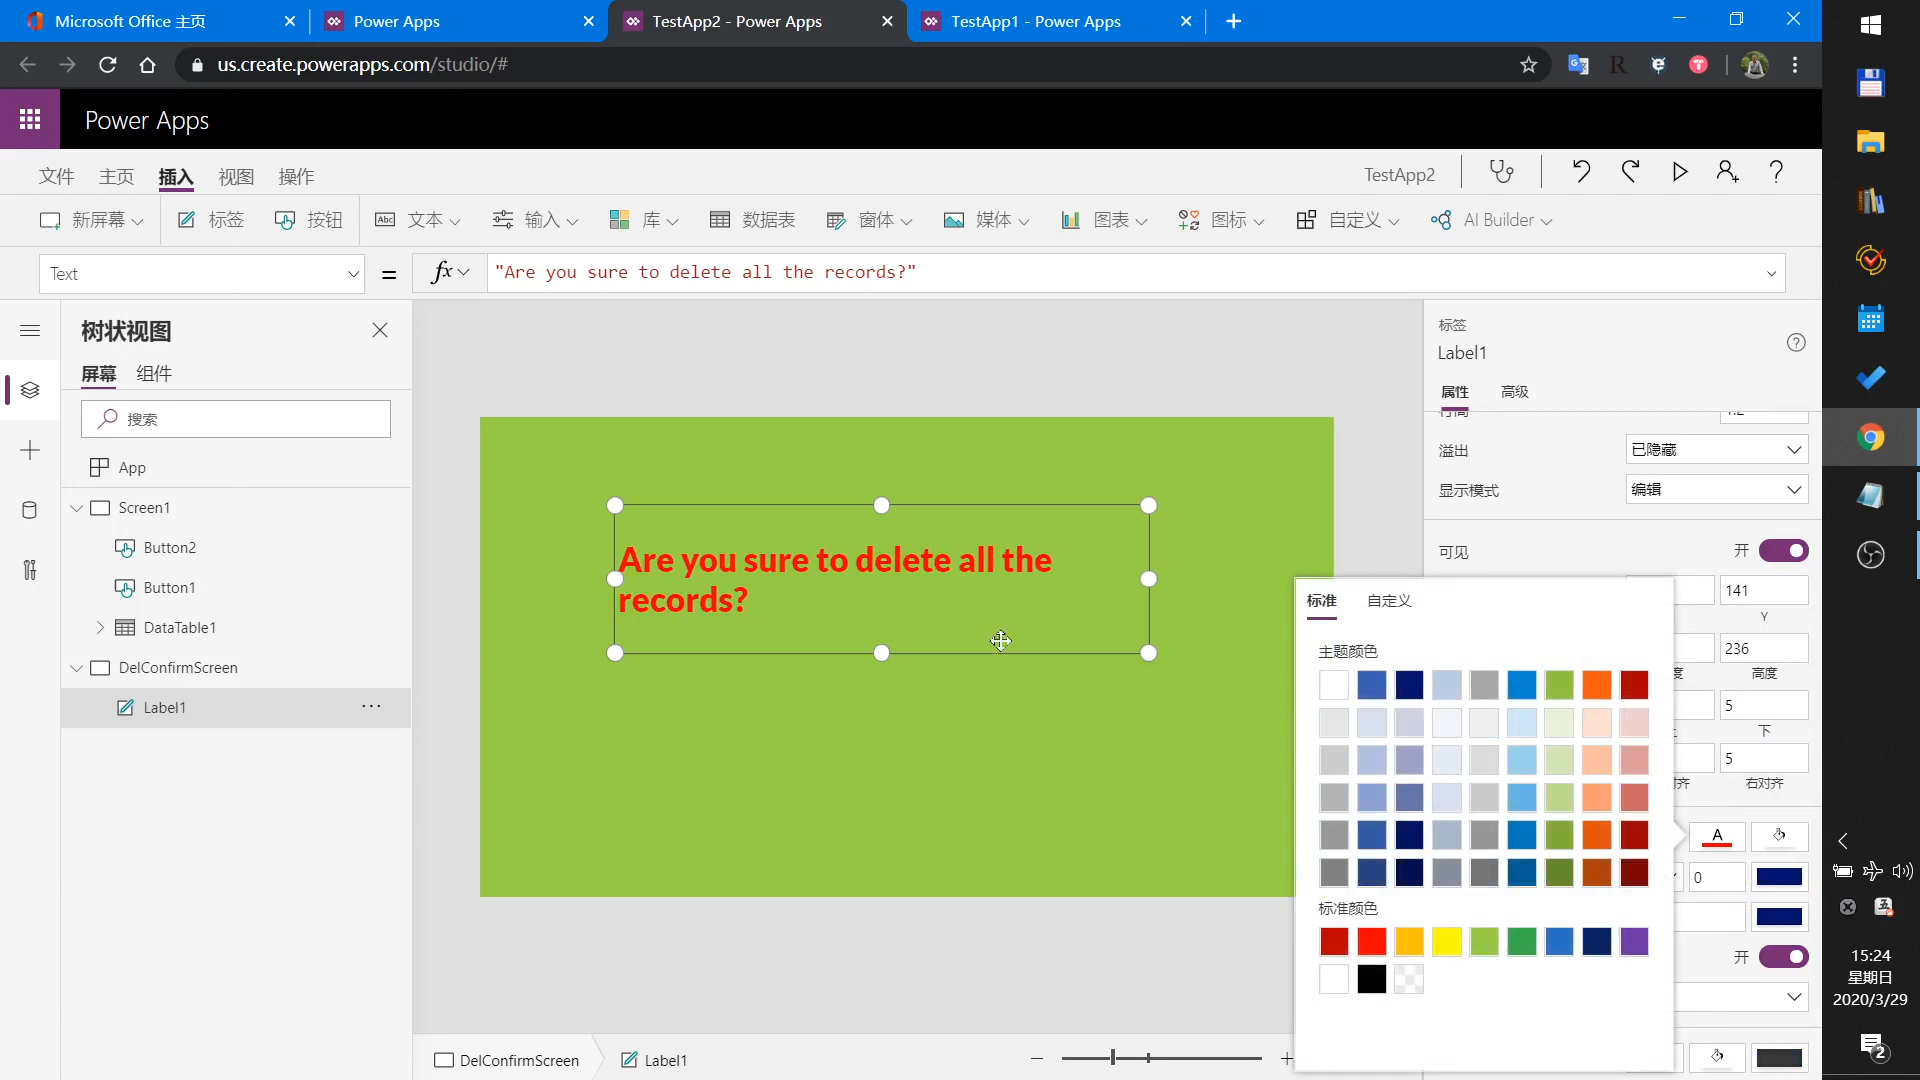 Microsoft Office 主页
Power Apps
TestApp2 - Power Apps
TestApp1 - Power Apps
us.create.powerapps.com/studio/#
Power Apps
文件 主页 插入 视图 操作
TestApp2
新屏幕 标签 按钮 文本 输入 库 数据表 窗体 媒体 图表 图标 自定义 AI Builder
Text
=
fx
"Are you sure to delete all the records?"
树状视图
屏幕 组件
搜索
App
Screen1
Button2
Button1
DataTable1
DelConfirmScreen
Label1
Are you sure to delete all the
records?
标签
Label1
属性 高级
溢出
已隐藏
显示模式
编辑
可见
开
141
Y
236
高度
5
下
5
右对齐
A
0
开
标准 自定义
主题颜色
标准颜色
DelConfirmScreen
Label1
15:24
星期日
2020/3/29
2